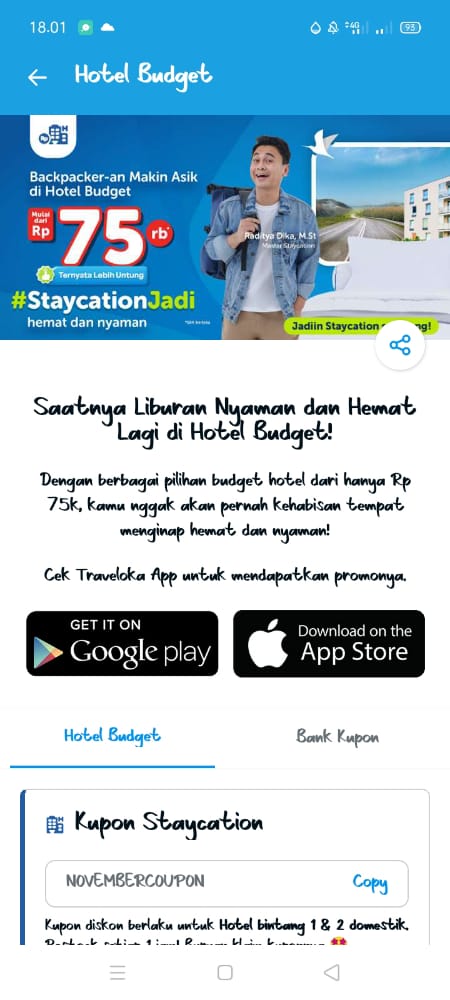 18.01
93
Hotel Budget
Backpacker-an Makin Asik
di Hotel Budget
Mulai
dari
Rp 75 rb*
Ternyata Lebih Untung
#StaycationJadi
hemat dan nyaman
Raditya Dika, M.St
Master Staycation
Jadiin Staycation
ng!
Saatnya Liburan Nyaman dan Hemat
Lagi di Hotel Budget!
Dengan berbagai pilihan budget hotel dari hanya Rp
75k, kamu nggak akan pernah kehabisan tempat
menginap hemat dan nyaman!
Cek Traveloka App untuk mendapatkan promonya.
GET IT ON
Google play
Download on the
App Store
Hotel Budget
Bank Kupon
Kupon Staycation
NOVEMBERCOUPON
Copy
Kupon diskon berlaku untuk Hotel bintang 1 & 2 domestik.